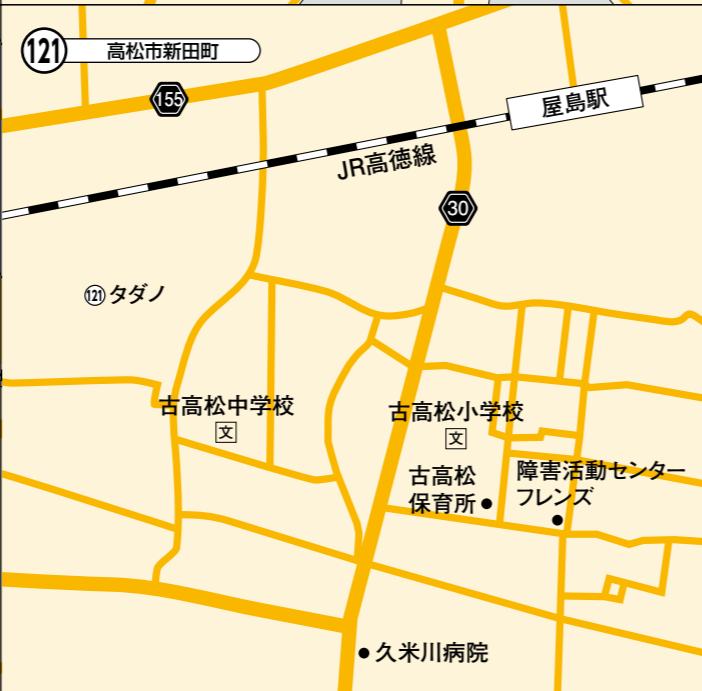 121 高松市新田町
155
屋島駅
JR高徳線
30
121 タダノ
古高松中学校
文
古高松小学校
文
古高松
保育所
障害活動センター
フレンズ
久米川病院